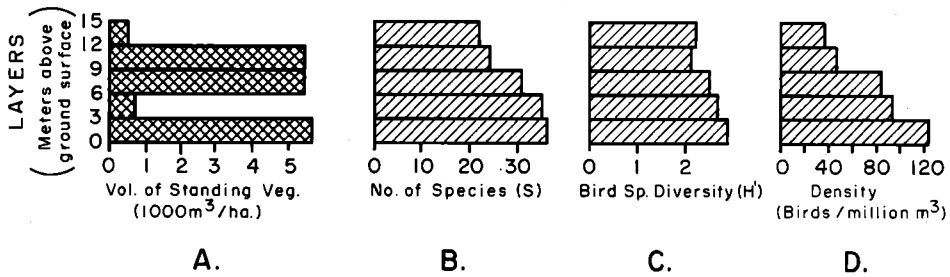 LAYERS
(Meters above
ground surface)
15
12
9
6
3
0
0 1 2 3 4 5
Vol. of Standing Veg.
(1000m³/ha.)
A.
0 10 20 30
No. of Species (S)
B.
0 1 2
Bird Sp. Diversity (H')
C.
0 40 80 120
Density
(Birds/million m³)
D.